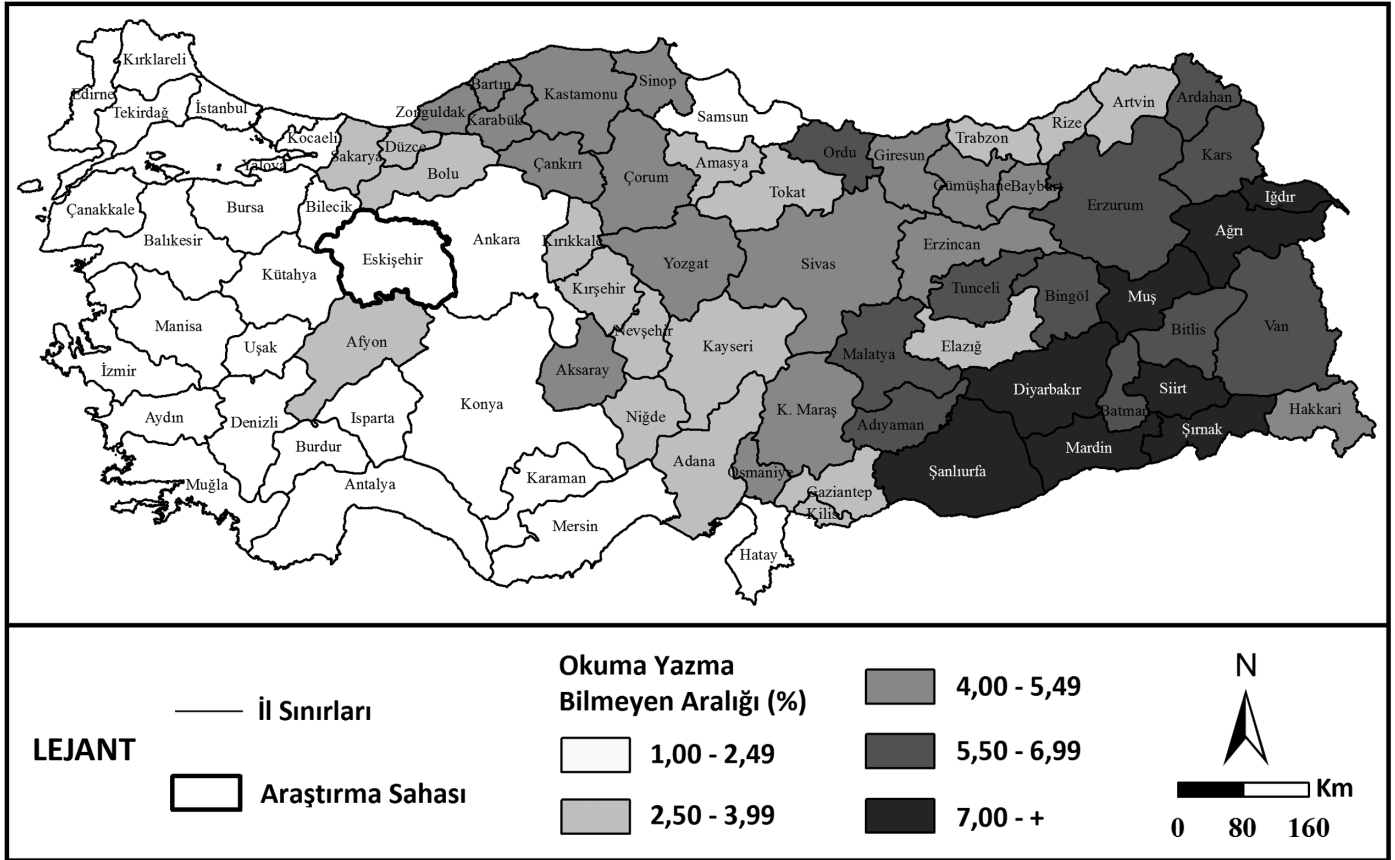 Kırklareli
Edirne
Tekirdağ
İstanbul
Kocaeli
Yalova
Sakarya
Düzce
Bolu
Zonguldak
Bartın
Karabük
Kastamonu
Sinop
Çankırı
Çorum
Samsun
Amasya
Tokat
Ordu
Giresun
Trabzon
Rize
Artvin
Ardahan
Kars
Gümüşhane
Bayburt
Erzurum
Iğdır
Ağrı
Çanakkale
Balıkesir
Bursa
Bilecik
Eskişehir
Ankara
Kırıkkale
Yozgat
Sivas
Erzincan
Tunceli
Bingöl
Muş
Kütahya
Kırşehir
Nevşehir
Kayseri
Malatya
Elazığ
Bitlis
Van
Manisa
Uşak
Afyon
Aksaray
İzmir
Aydın
Denizli
Isparta
Konya
Niğde
K. Maraş
Adıyaman
Diyarbakır
Batman
Siirt
Şırnak
Hakkari
Burdur
Muğla
Antalya
Karaman
Mersin
Adana
Osmaniye
Gaziantep
Kilis
Şanlıurfa
Mardin
Hatay
LEJANT
İl Sınırları
Araştırma Sahası
Okuma Yazma
Bilmeyen Aralığı (%)
1,00 - 2,49
2,50 - 3,99
4,00 - 5,49
5,50 - 6,99
7,00 - +
N
Km
0 80 160